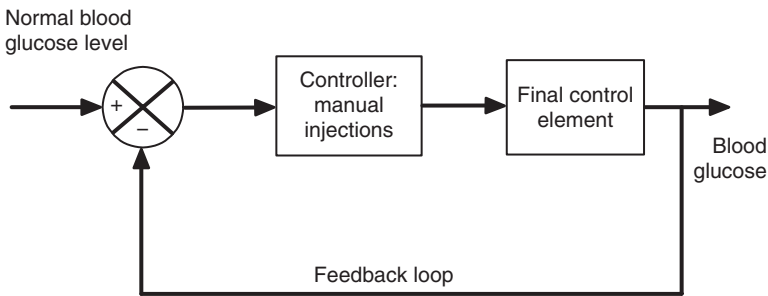 Normal blood
glucose level
+
−
Controller:
manual
injections
Final control
element
Blood
glucose
Feedback loop